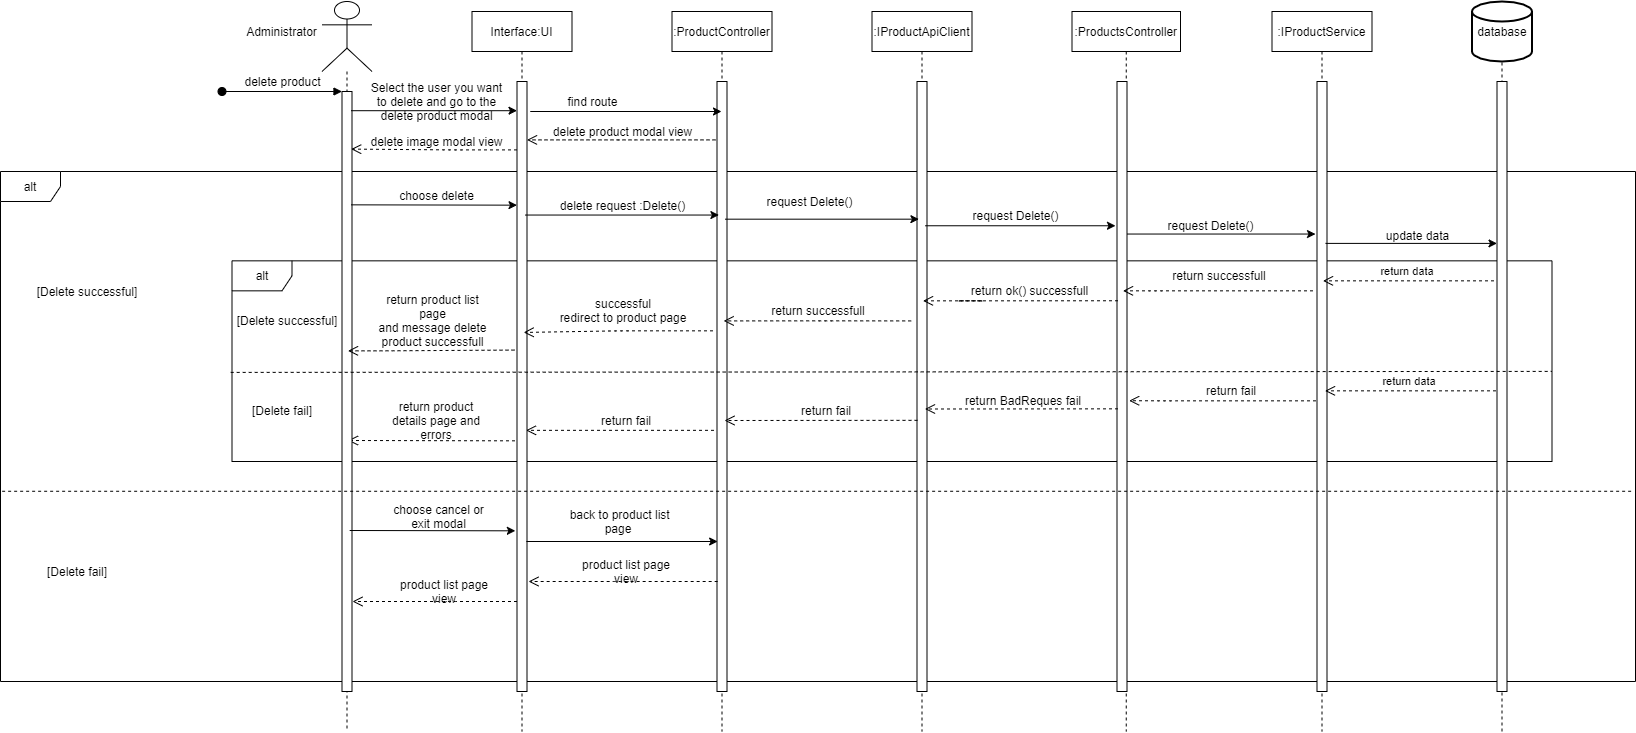 Administrator
Interface:UI
:ProductController
:IProductApiClient
:ProductsController
:IProductService
database
delete product
Select the user you want
to delete and go to the
delete product modal
find route
delete product modal view
delete image modal view
alt
choose delete
delete request :Delete()
request Delete()
request Delete()
request Delete()
update data
alt
[Delete successful]
[Delete successful]
return data
return successfull
return ok() successfull
return successfull
successful
redirect to product page
return product list
page
and message delete
product successfull
[Delete fail]
return data
return fail
return BadReques fail
return fail
return fail
return product
details page and
errors
choose cancel or
exit modal
back to product list
page
[Delete fail]
product list page
view
product list page
view